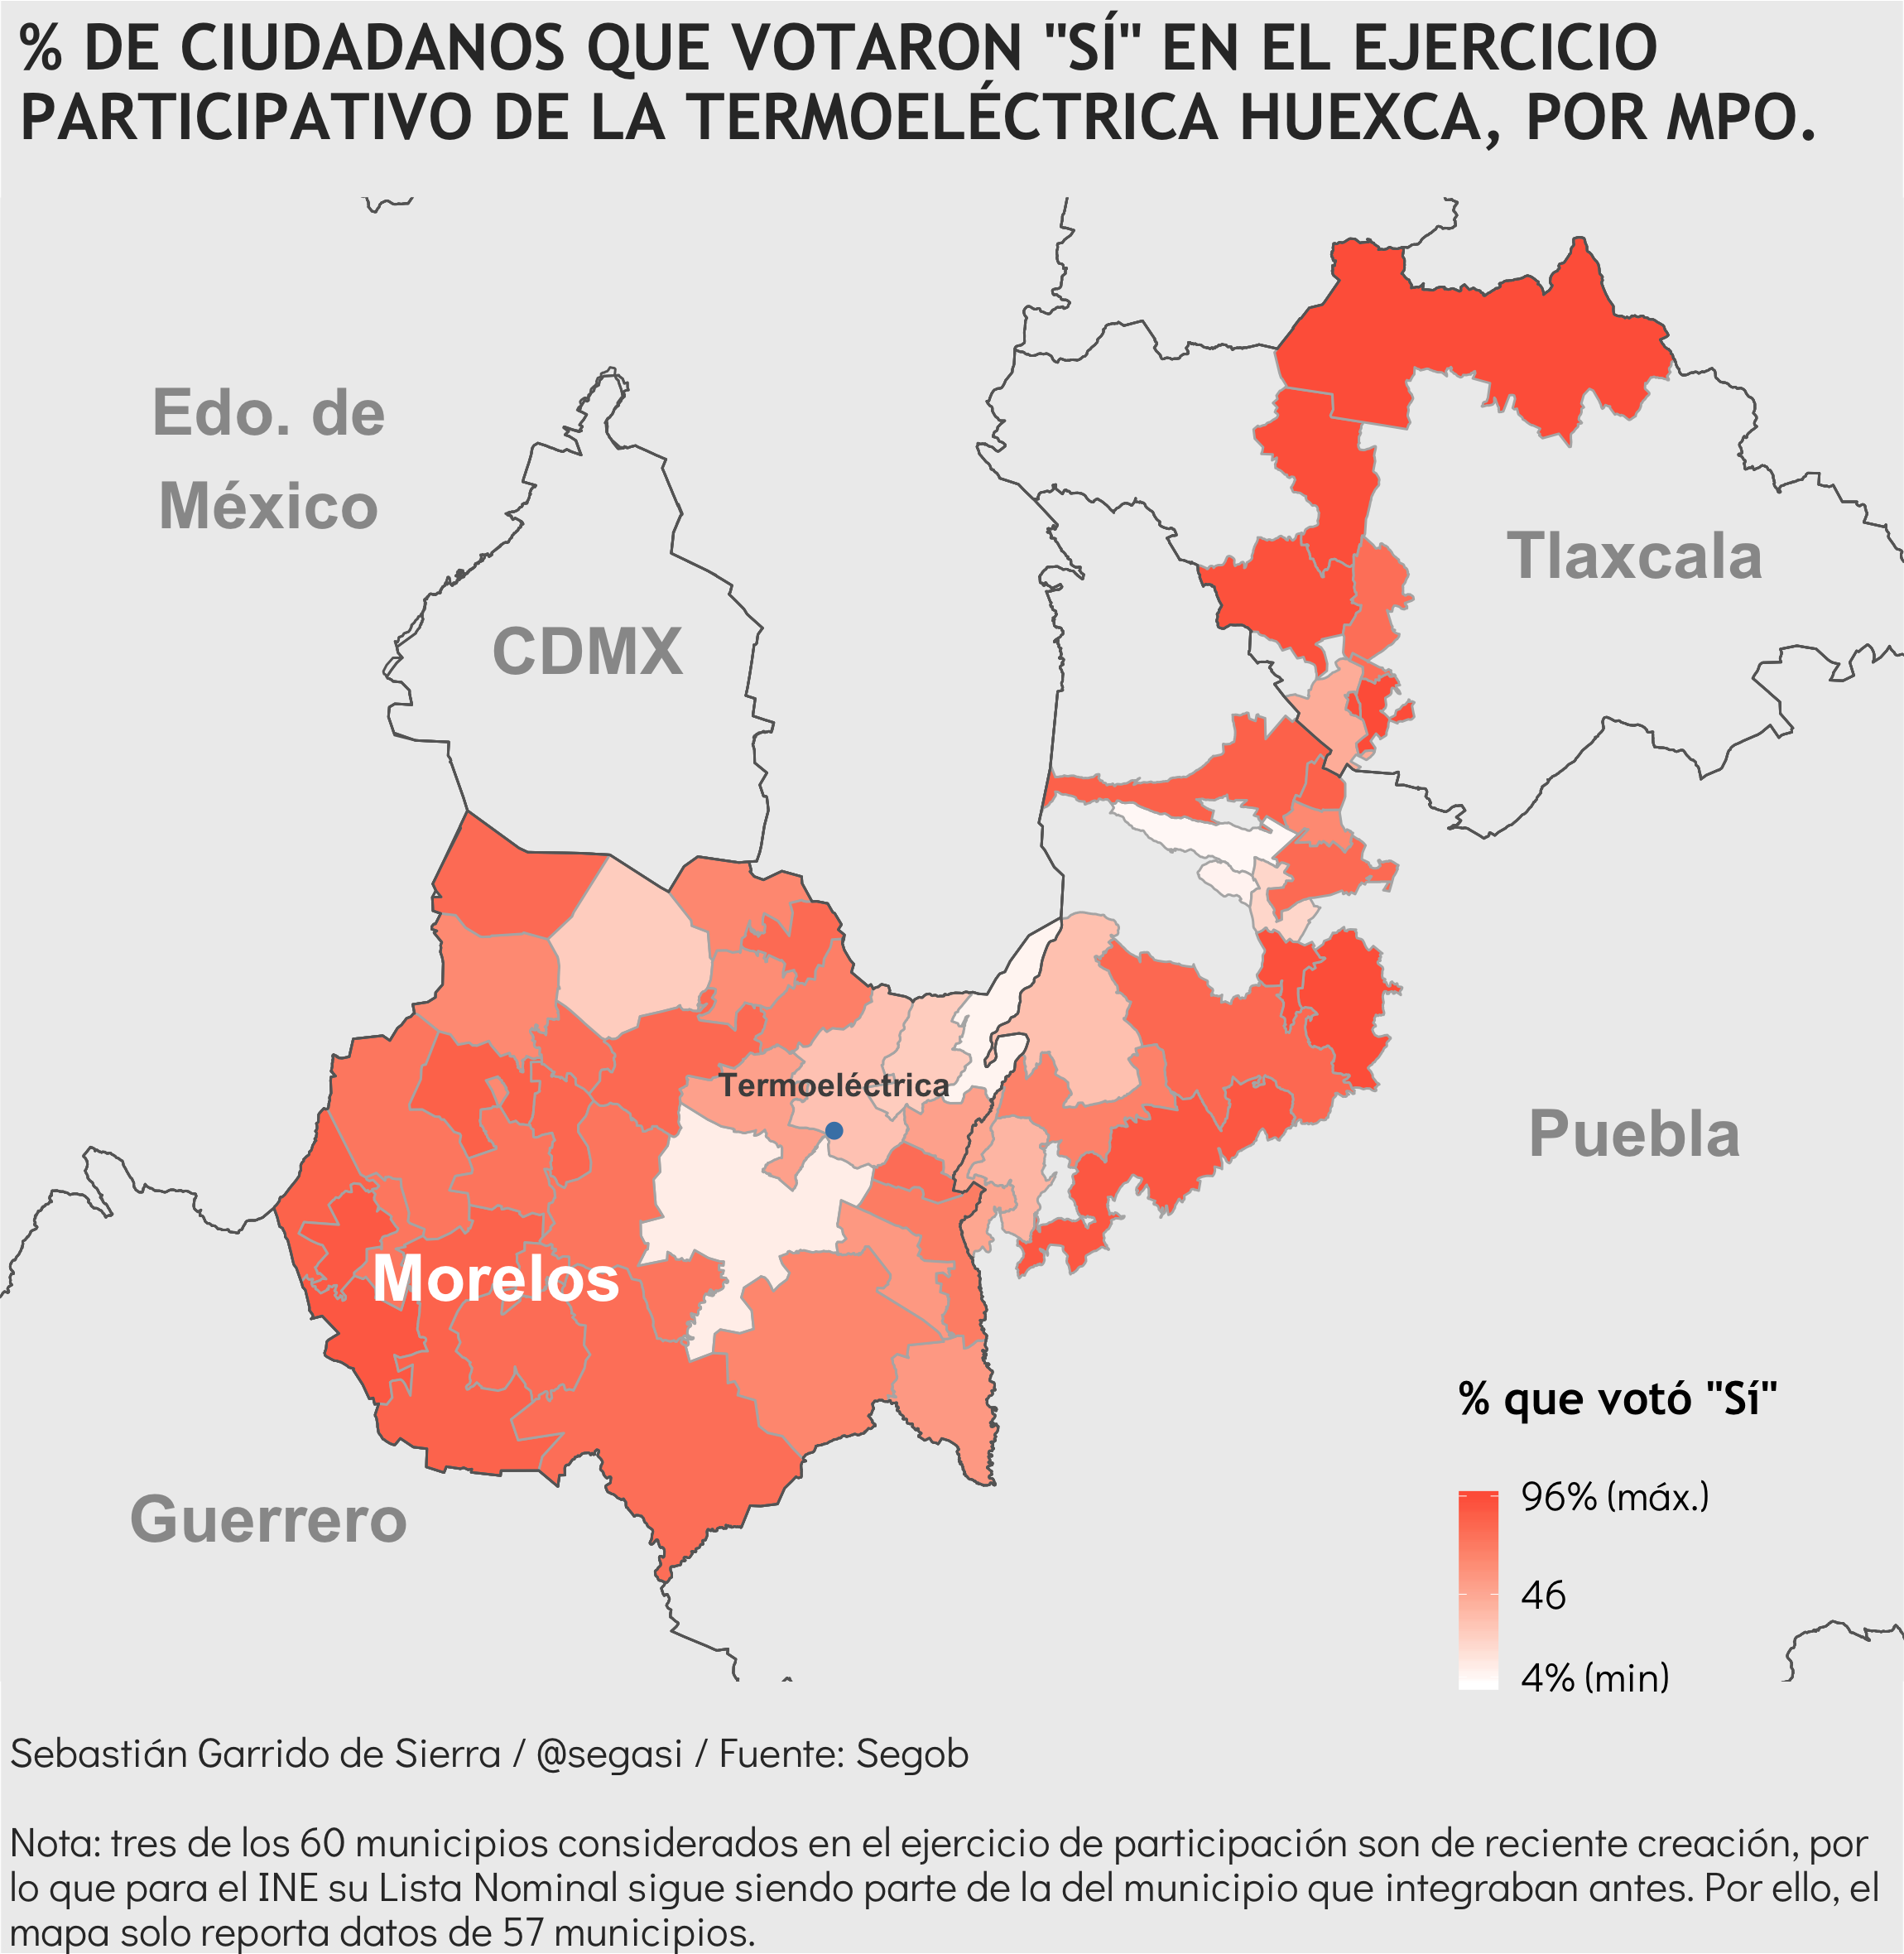 % DE CIUDADANOS QUE VOTARON "SÍ" EN EL EJERCICIO
PARTICIPATIVO DE LA TERMOELÉCTRICA HUEXCA, POR MPO.
Edo. de
México
CDMX
Tlaxcala
Termoeléctrica
Puebla
Morelos
Guerrero
% que votó "Sí"
96% (máx.)
46
4% (min)
Sebastián Garrido de Sierra / @segasi / Fuente: Segob
Nota: tres de los 60 municipios considerados en el ejercicio de participación son de reciente creación, por
lo que para el INE su Lista Nominal sigue siendo parte de la del municipio que integraban antes. Por ello, el
mapa solo reporta datos de 57 municipios.